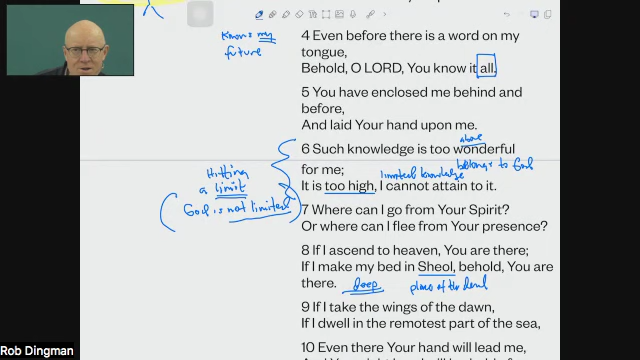 4 Even before there is a word on my
tongue,
Behold, O LORD, You know it all.
Knows my
future
5 You have enclosed me behind and
before,
And laid Your hand upon me.
above
6 Such knowledge is too wonderful
belongs to God
for me;
limited knowledge
It is too high, I cannot attain to it.
Hitting
a limit
God is not limited
7 Where can I go from Your Spirit?
Or where can I flee from Your presence?
8 If I ascend to heaven, You are there;
If I make my bed in Sheol, behold, You are
there.
deep
place of the dead
9 If I take the wings of the dawn,
If I dwell in the remotest part of the sea,
10 Even there Your hand will lead me,
Rob Dingman